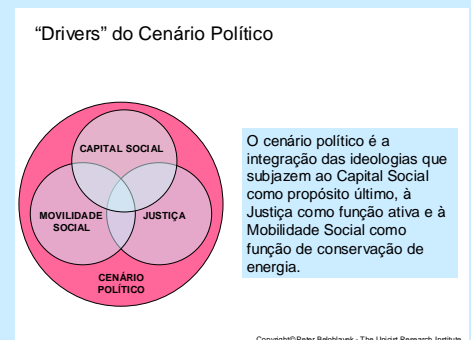 “Drivers” do Cenário Político
CAPITAL SOCIAL
MOVILIDADE
SOCIAL
JUSTIÇA
CENÁRIO
POLÍTICO
O cenário político é a
integração das ideologias que
subjazem ao Capital Social
como propósito último, à
Justiça como função ativa e à
Mobilidade Social como
função de conservação de
energia.
Copyright© Peter Belohlavek - The Unicist Research Institute